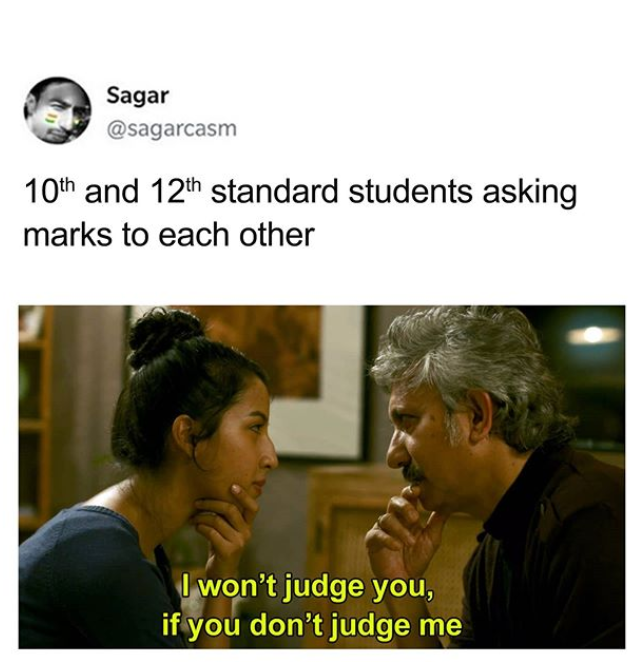 Sagar
@sagarcasm
10th and 12th standard students asking
marks to each other
I won't judge you,
if you don't judge me